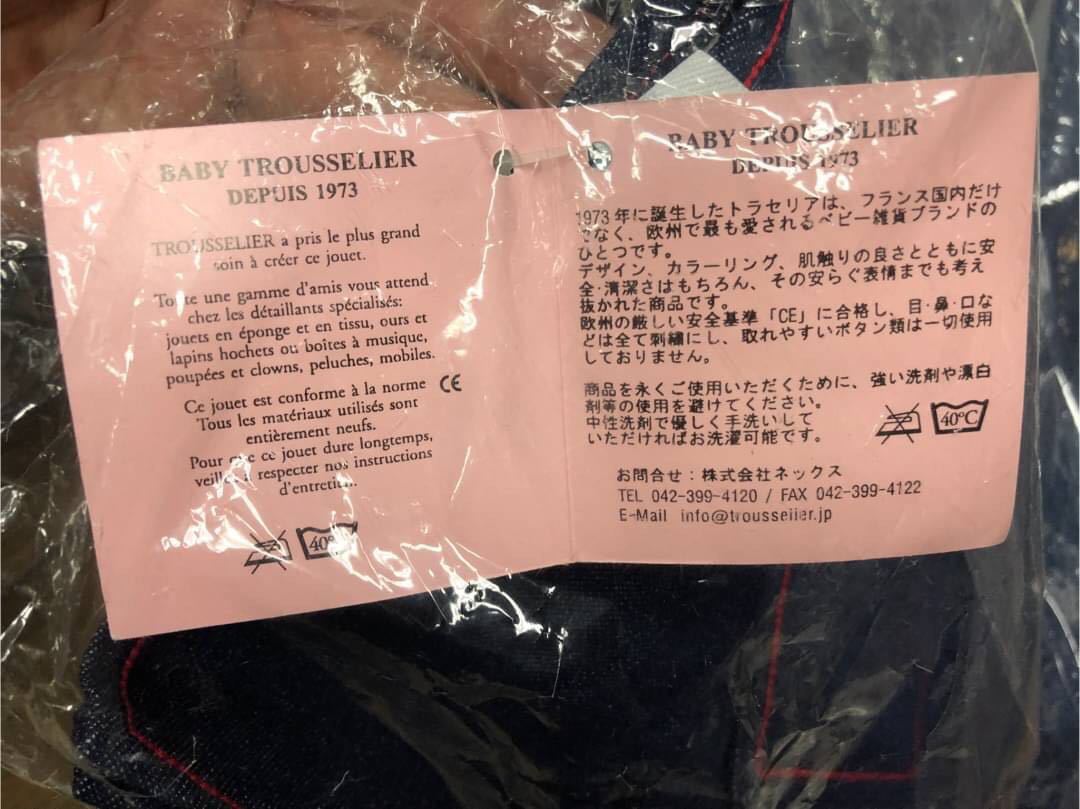 BABY TROUSSELIER
DEPUIS 1973
TROUSSELIER a pris le plus grand
soin à créer ce jouet.
Toute une gamme d'amis vous attend
chez les détaillants spécialisés:
jouets en éponge et en tissu, ours et
lapins hochets ou boîtes à musique,
poupées et clowns, peluches, mobiles.
Ce jouet est conforme à la norme CE
Tous les matériaux utilisés sont
entièrement neufs.
Pour que ce jouet dure longtemps,
veillez à respecter nos instructions
d'entretien.
40°
BABY TROUSSELIER
DEPUIS 1973
1973年に誕生したトラセリアは、フランス国内だけ
でなく、欧州で最も愛されるベビー雑貨ブランドの
ひとつです。
デザイン、カラーリング、肌触りの良さとともに安
全・清潔さはもちろん、その安らぐ表情までも考え
抜かれた商品です。
欧州の厳しい安全基準「CE」に合格し、目・鼻・口な
どは全て刺繍にし、取れやすいボタン類は一切使用
しておりません。
商品を永くご使用いただくために、強い洗剤や漂白
剤等の使用を避けてください。
中性洗剤で優しく手洗いして
いただければお洗濯可能です。
40°C
お問合せ：株式会社ネックス
TEL 042-399-4120 / FAX 042-399-4122
E-Mail info@trousselier.jp